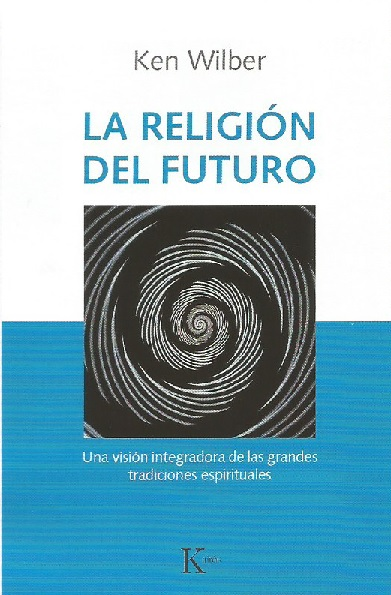 Ken Wilber
LA RELIGIÓN
DEL FUTURO
Una visión integradora de las grandes
tradiciones espirituales
K